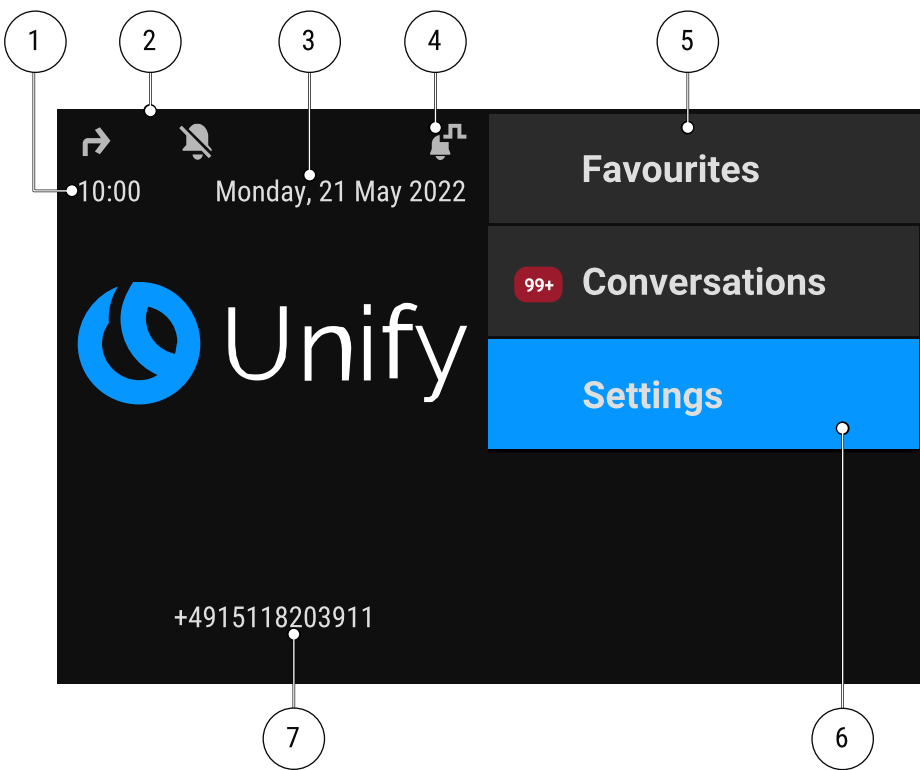 1 2 3 4 5
Favourites
10:00 Monday, 21 May 2022
99+ Conversations
Unify
Settings
+4915118203911
7 6